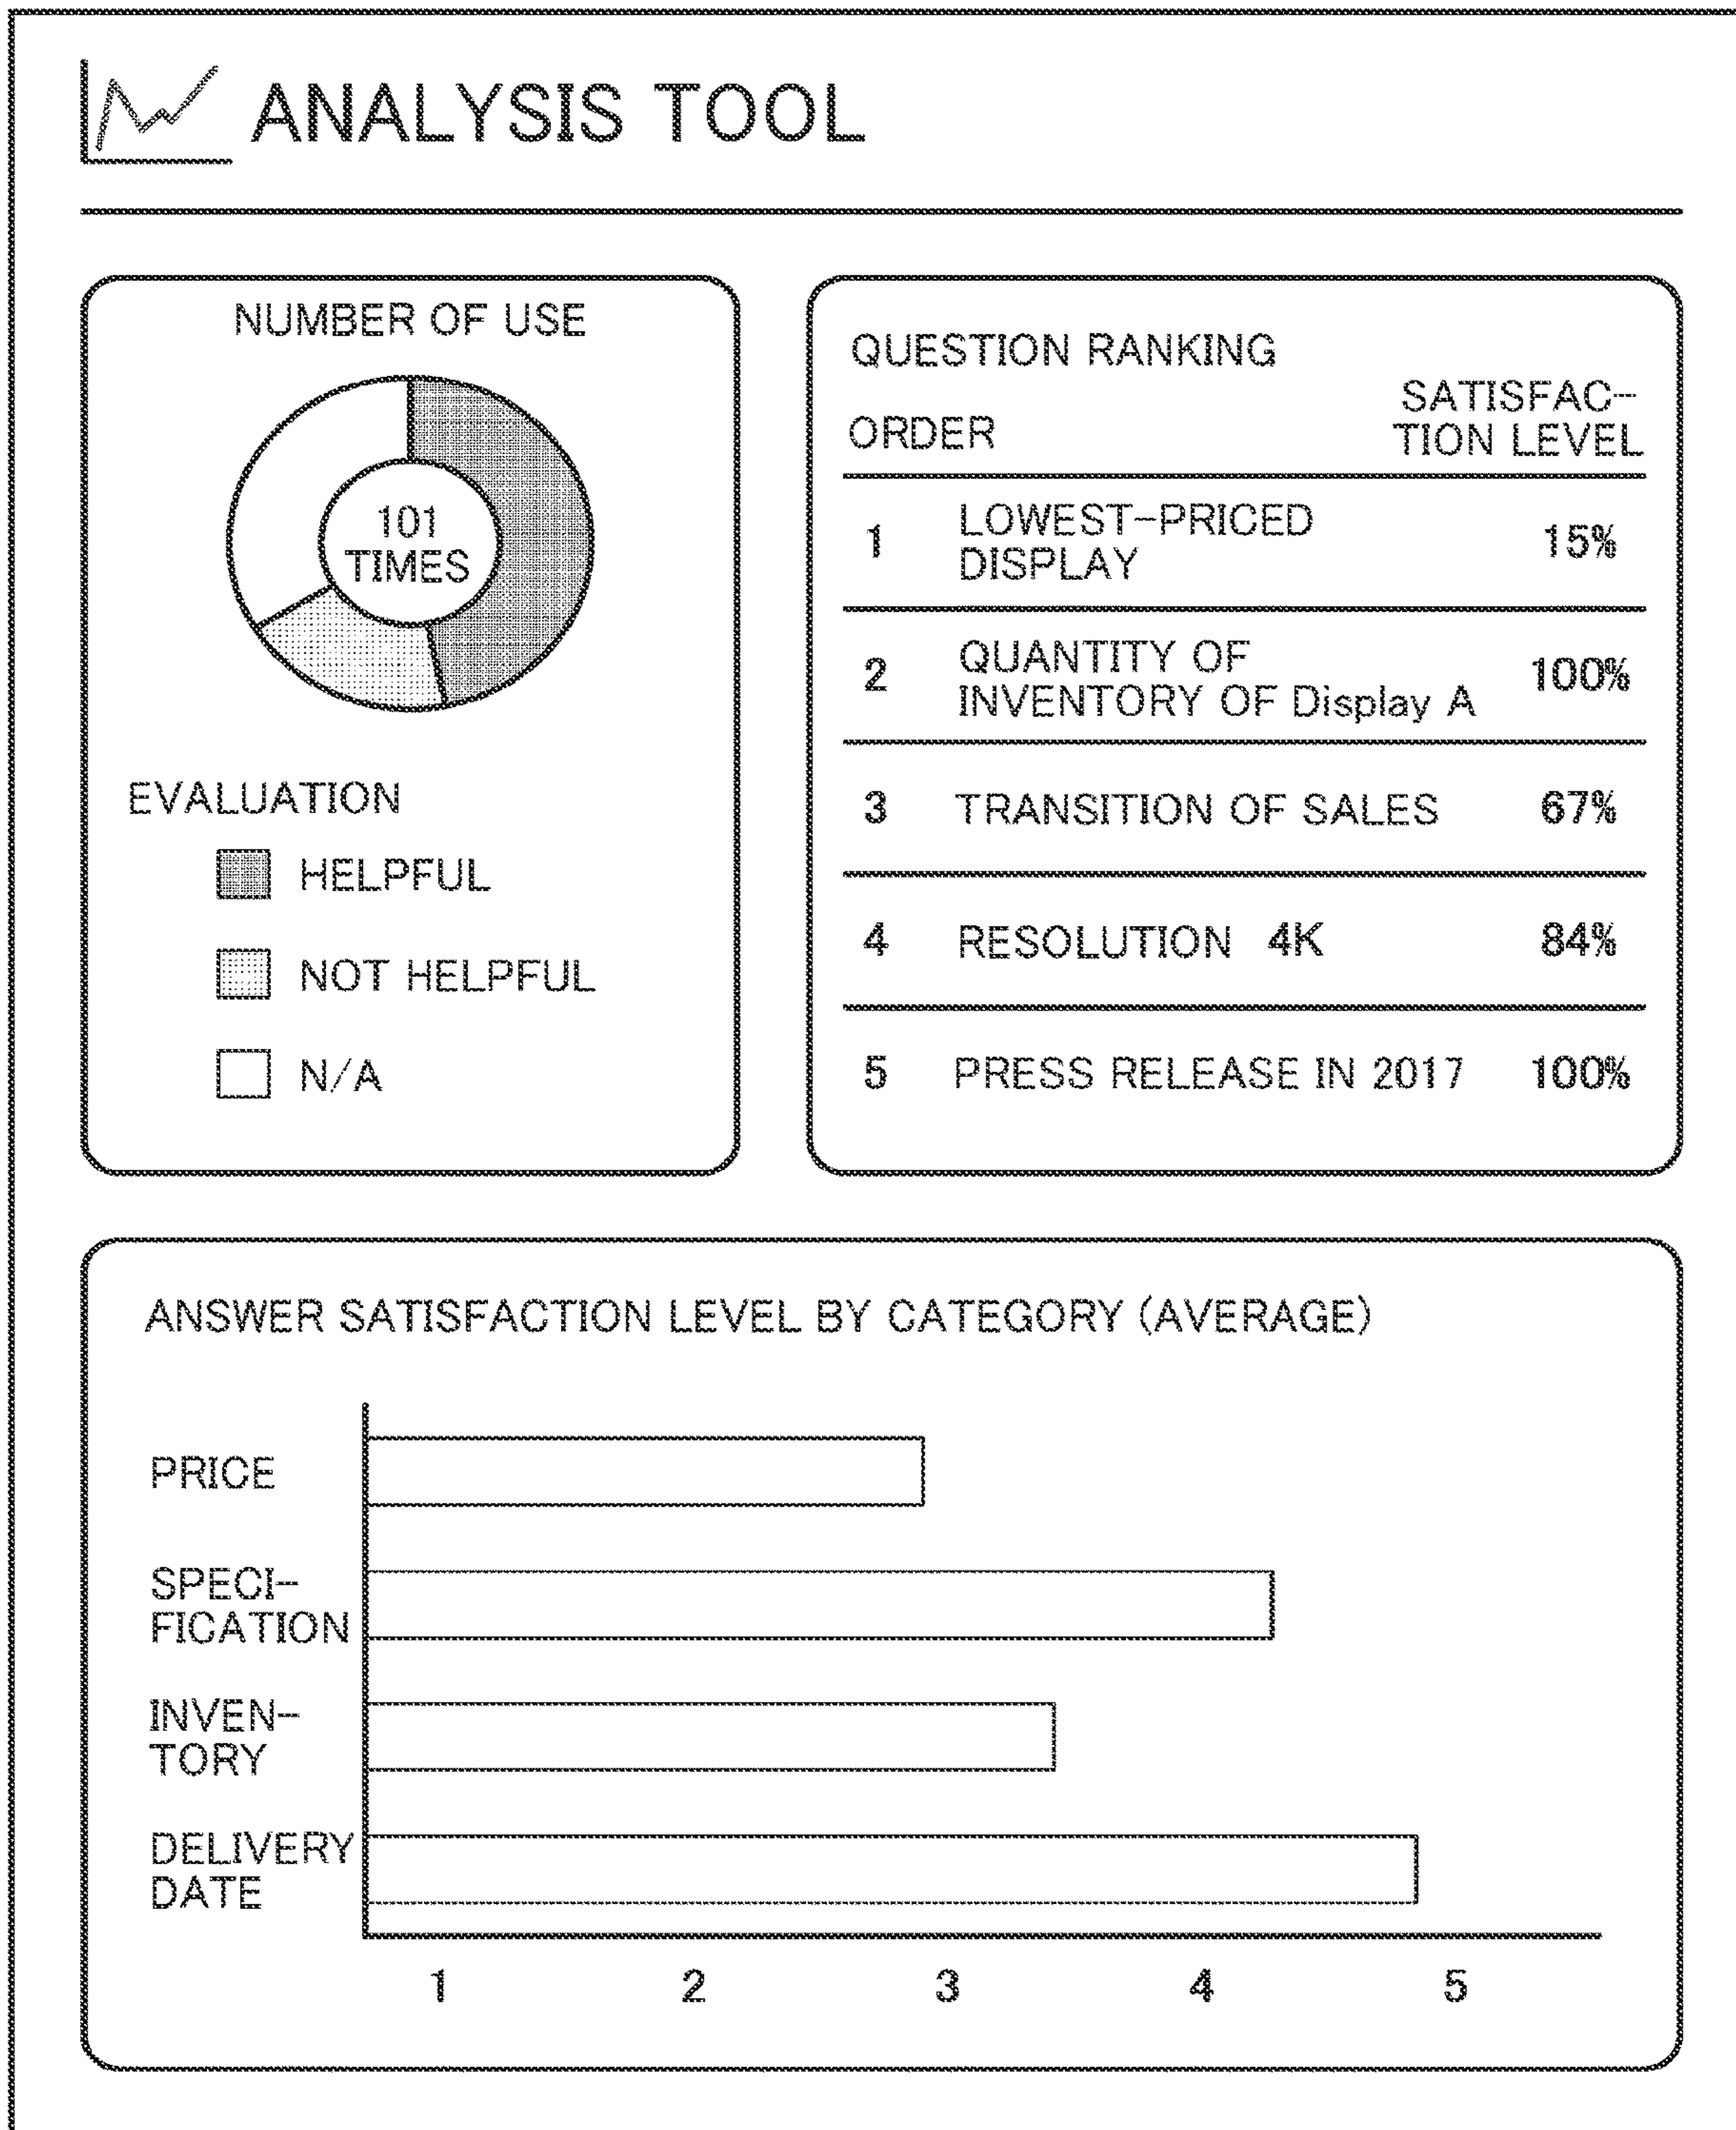 ANALYSIS TOOL
NUMBER OF USE
101
TIMES
EVALUATION
HELPFUL
NOT HELPFUL
N/A
QUESTION RANKING
ORDER
SATISFAC-
TION LEVEL
1 LOWEST-PRICED
DISPLAY 15%
2 QUANTITY OF
INVENTORY OF Display A 100%
3 TRANSITION OF SALES 67%
4 RESOLUTION 4K 84%
5 PRESS RELEASE IN 2017 100%
ANSWER SATISFACTION LEVEL BY CATEGORY (AVERAGE)
PRICE
SPECI-
FICATION
INVEN-
TORY
DELIVERY
DATE
1 2 3 4 5